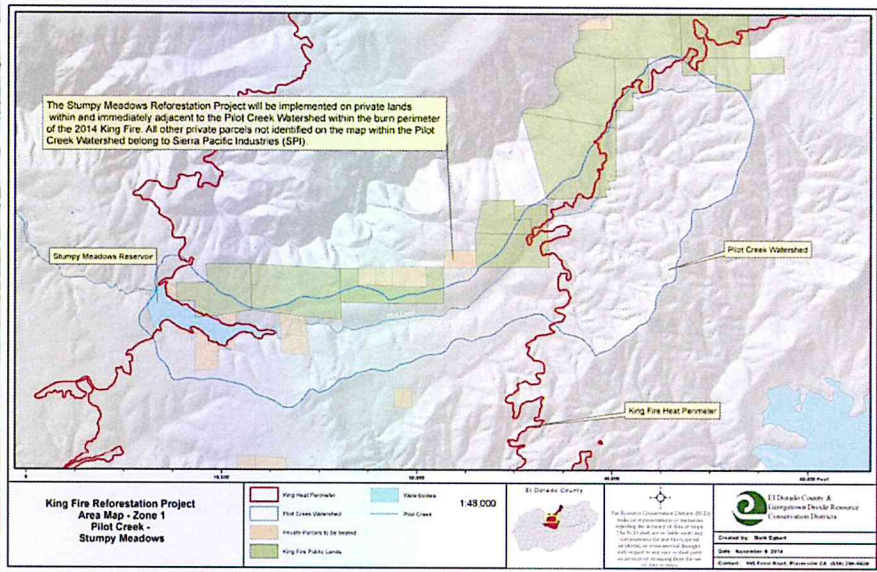 The Stumpy Meadows Reforestation Project will be implemented on private lands
within and immediately adjacent to the Pilot Creek Watershed within the burn perimeter
of the 2014 King Fire. All other private parcels not identified on the map within the Pilot
Creek Watershed belong to Sierra Pacific Industries (SPI).
Stumpy Meadows Reservoir
Pilot Creek Watershed
King Fire Heat Perimeter
King Fire Reforestation Project
Area Map - Zone 1
Pilot Creek -
Stumpy Meadows
King Heat Perimeter
Pilot Creek Watershed
Private Parcels to be treated
King Fire Public Lands
Waterbodies
Pilot Creek
1:48,000
El Dorado County
El Dorado County &
Georgetown Divide Resource
Conservation Districts
Created by: Mark Egbert
Date: November 2014
Contact: Placerville CA